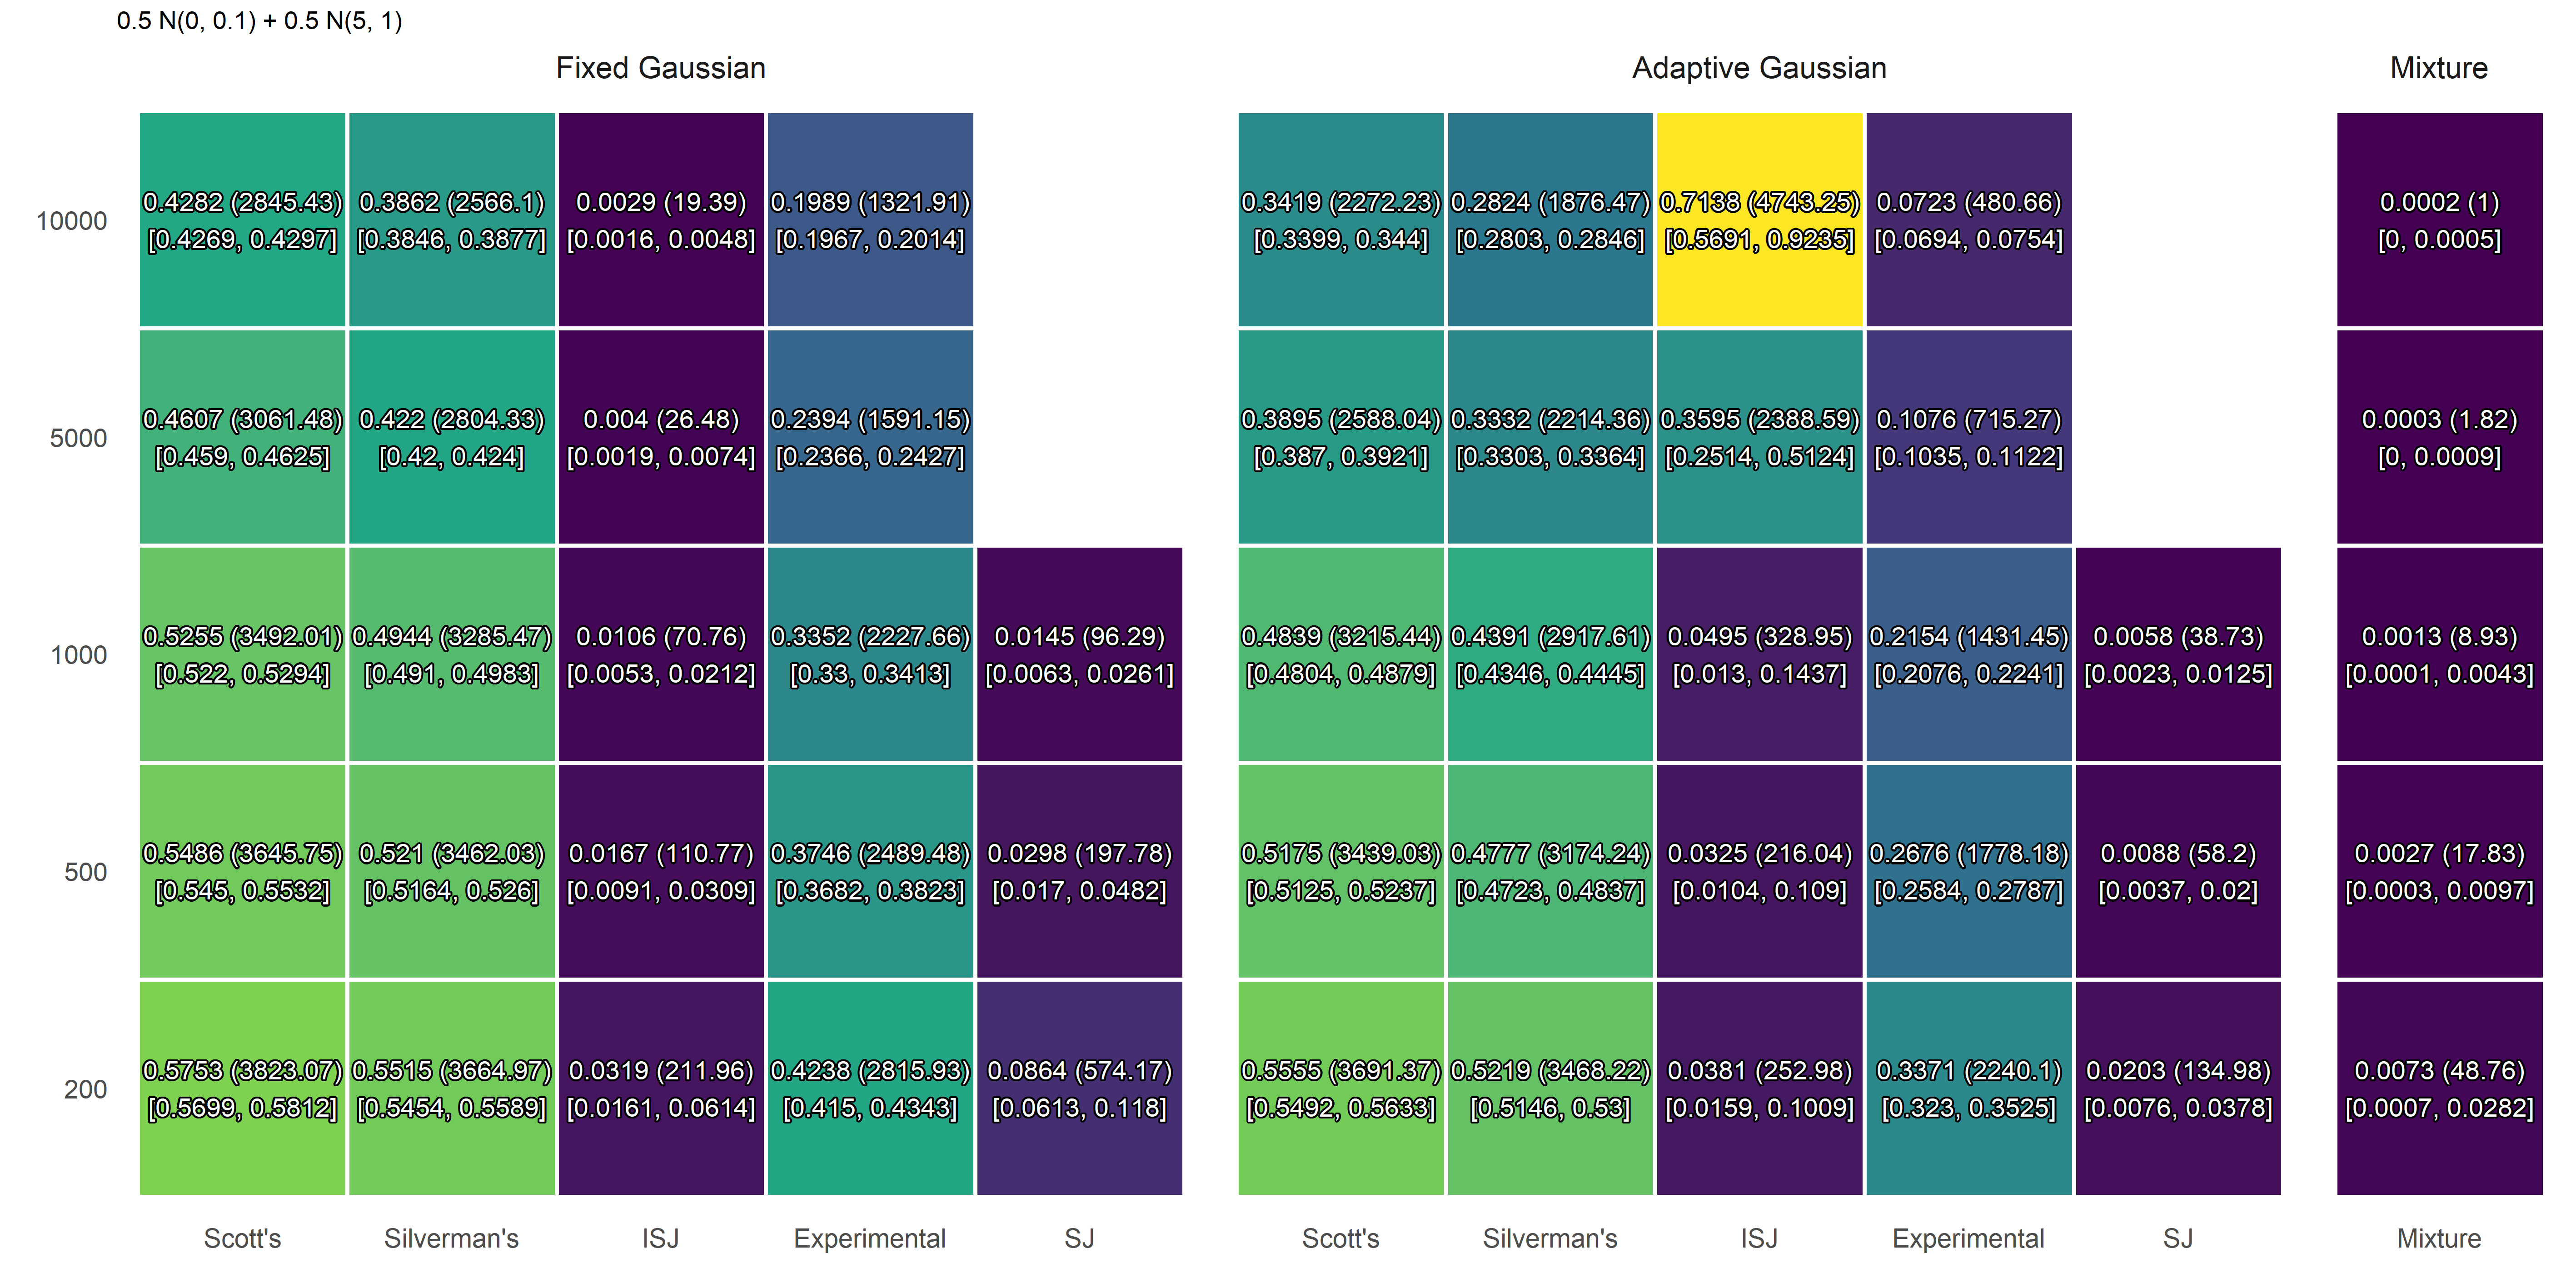 0.5 N(0, 0.1) + 0.5 N(5, 1)
Fixed Gaussian Adaptive Gaussian Mixture
10000
0.4282 (2845.43) 0.3862 (2566.1) 0.0029 (19.39) 0.1989 (1321.91) 0.3419 (2272.23) 0.2824 (1876.47) 0.7138 (4743.25) 0.0723 (480.66) 0.0002 (1)
[0.4269, 0.4297] [0.3846, 0.3877] [0.0016, 0.0048] [0.1967, 0.2014] [0.3399, 0.344] [0.2803, 0.2846] [0.5691, 0.9235] [0.0694, 0.0754] [0, 0.0005]
5000
0.4607 (3061.48) 0.422 (2804.33) 0.004 (26.48) 0.2394 (1591.15) 0.3895 (2588.04) 0.3332 (2214.36) 0.3595 (2388.59) 0.1076 (715.27) 0.0003 (1.82)
[0.459, 0.4625] [0.42, 0.424] [0.0019, 0.0074] [0.2366, 0.2427] [0.387, 0.3921] [0.3303, 0.3364] [0.2514, 0.5124] [0.1035, 0.1122] [0, 0.0009]
1000
0.5255 (3492.01) 0.4944 (3285.47) 0.0106 (70.76) 0.3352 (2227.66) 0.0145 (96.29) 0.4839 (3215.44) 0.4391 (2917.61) 0.0495 (328.95) 0.2154 (1431.45) 0.0058 (38.73) 0.0013 (8.93)
[0.522, 0.5294] [0.491, 0.4983] [0.0053, 0.0212] [0.33, 0.3413] [0.0063, 0.0261] [0.4804, 0.4879] [0.4346, 0.4445] [0.013, 0.1437] [0.2076, 0.2241] [0.0023, 0.0125] [0.0001, 0.0043]
500
0.5486 (3645.75) 0.521 (3462.03) 0.0167 (110.77) 0.3746 (2489.48) 0.0298 (197.78) 0.5175 (3439.03) 0.4777 (3174.24) 0.0325 (216.04) 0.2676 (1778.18) 0.0088 (58.2) 0.0027 (17.83)
[0.545, 0.5532] [0.5164, 0.526] [0.0091, 0.0309] [0.3682, 0.3823] [0.017, 0.0482] [0.5125, 0.5237] [0.4723, 0.4837] [0.0104, 0.109] [0.2584, 0.2787] [0.0037, 0.02] [0.0003, 0.0097]
200
0.5753 (3823.07) 0.5515 (3664.97) 0.0319 (211.96) 0.4238 (2815.93) 0.0864 (574.17) 0.5555 (3691.37) 0.5219 (3468.22) 0.0381 (252.98) 0.3371 (2240.1) 0.0203 (134.98) 0.0073 (48.76)
[0.5699, 0.5812] [0.5454, 0.5589] [0.0161, 0.0614] [0.415, 0.4343] [0.0613, 0.118] [0.5492, 0.5633] [0.5146, 0.53] [0.0159, 0.1009] [0.323, 0.3525] [0.0076, 0.0378] [0.0007, 0.0282]
Scott's Silverman's ISJ Experimental SJ Scott's Silverman's ISJ Experimental SJ Mixture